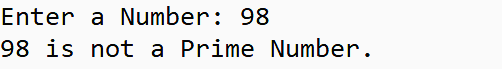 Enter a Number: 98
98 is not a Prime Number.